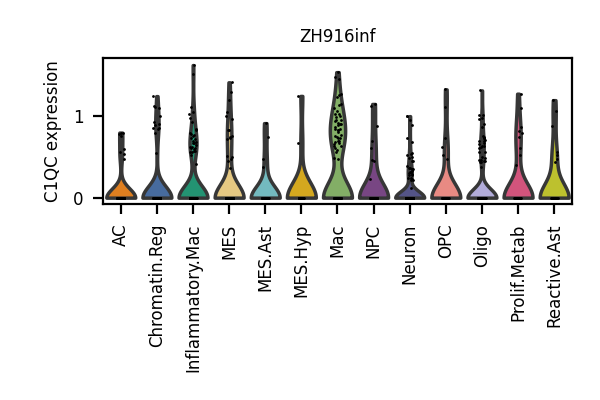 ZH916inf
C1QC expression
1
0
AC
Chromatin.Reg
Inflammatory.Mac
MES
MES.Ast
MES.Hyp
Mac
NPC
Neuron
OPC
Oligo
Prolif.Metab
Reactive.Ast